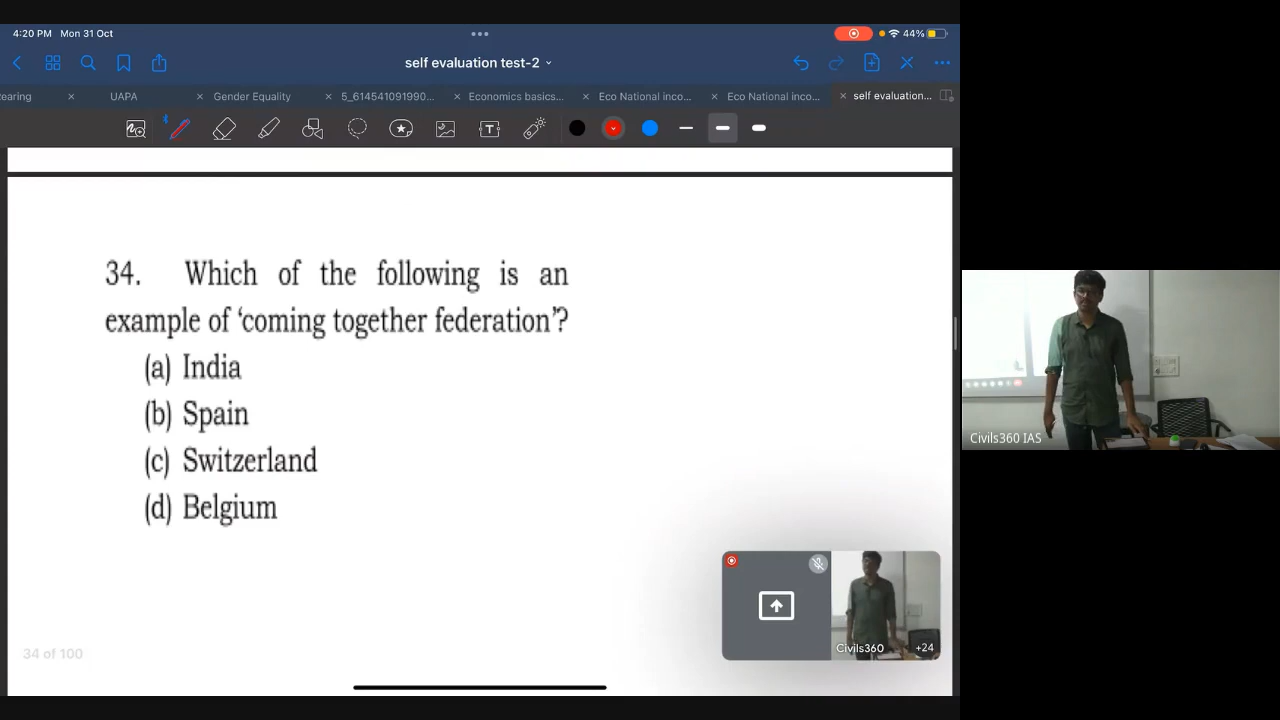 4:20 PM Mon 31 Oct
44%
self evaluation test-2
earing
UAPA
Gender Equality
5_614541091990...
Economics basics...
Eco National inco...
Eco National inco...
self evaluation...
34. Which of the following is an
example of ‘coming together federation’?
(a) India
(b) Spain
(c) Switzerland
(d) Belgium
34 of 100
Civils360
+24
Civils360 IAS